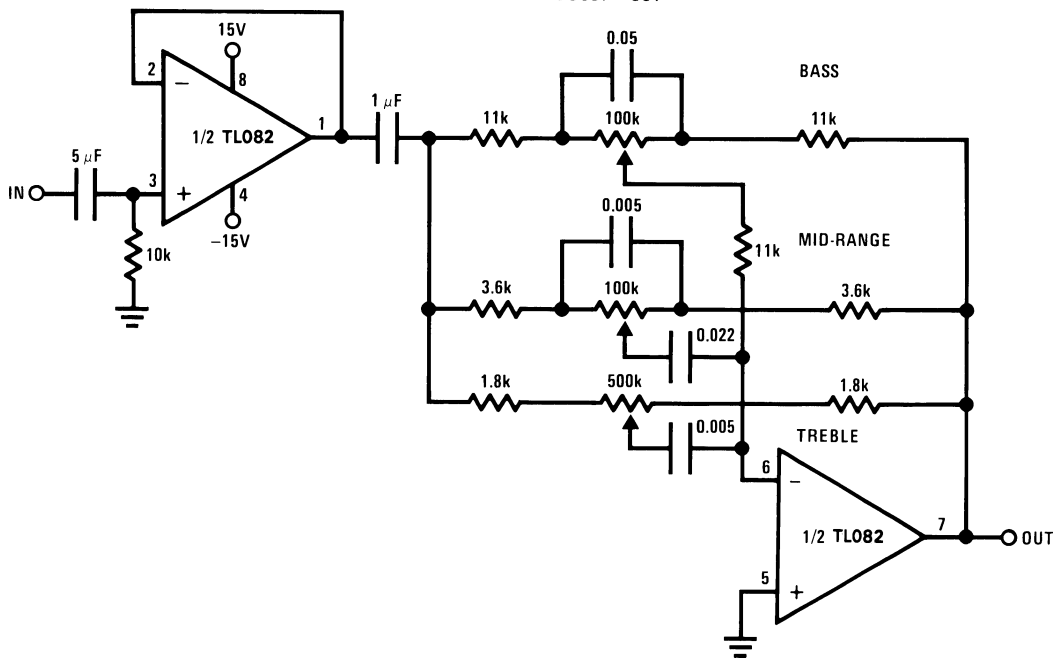 0.05
BASS
15V
2
8
−
1/2 TL082
1
1 μF
11k
100k
11k
IN
5 μF
3
+
4
−15V
10k
0.005
11k
MID-RANGE
3.6k
100k
3.6k
0.022
1.8k
500k
1.8k
0.005
TREBLE
6
−
1/2 TL082
7
OUT
5
+